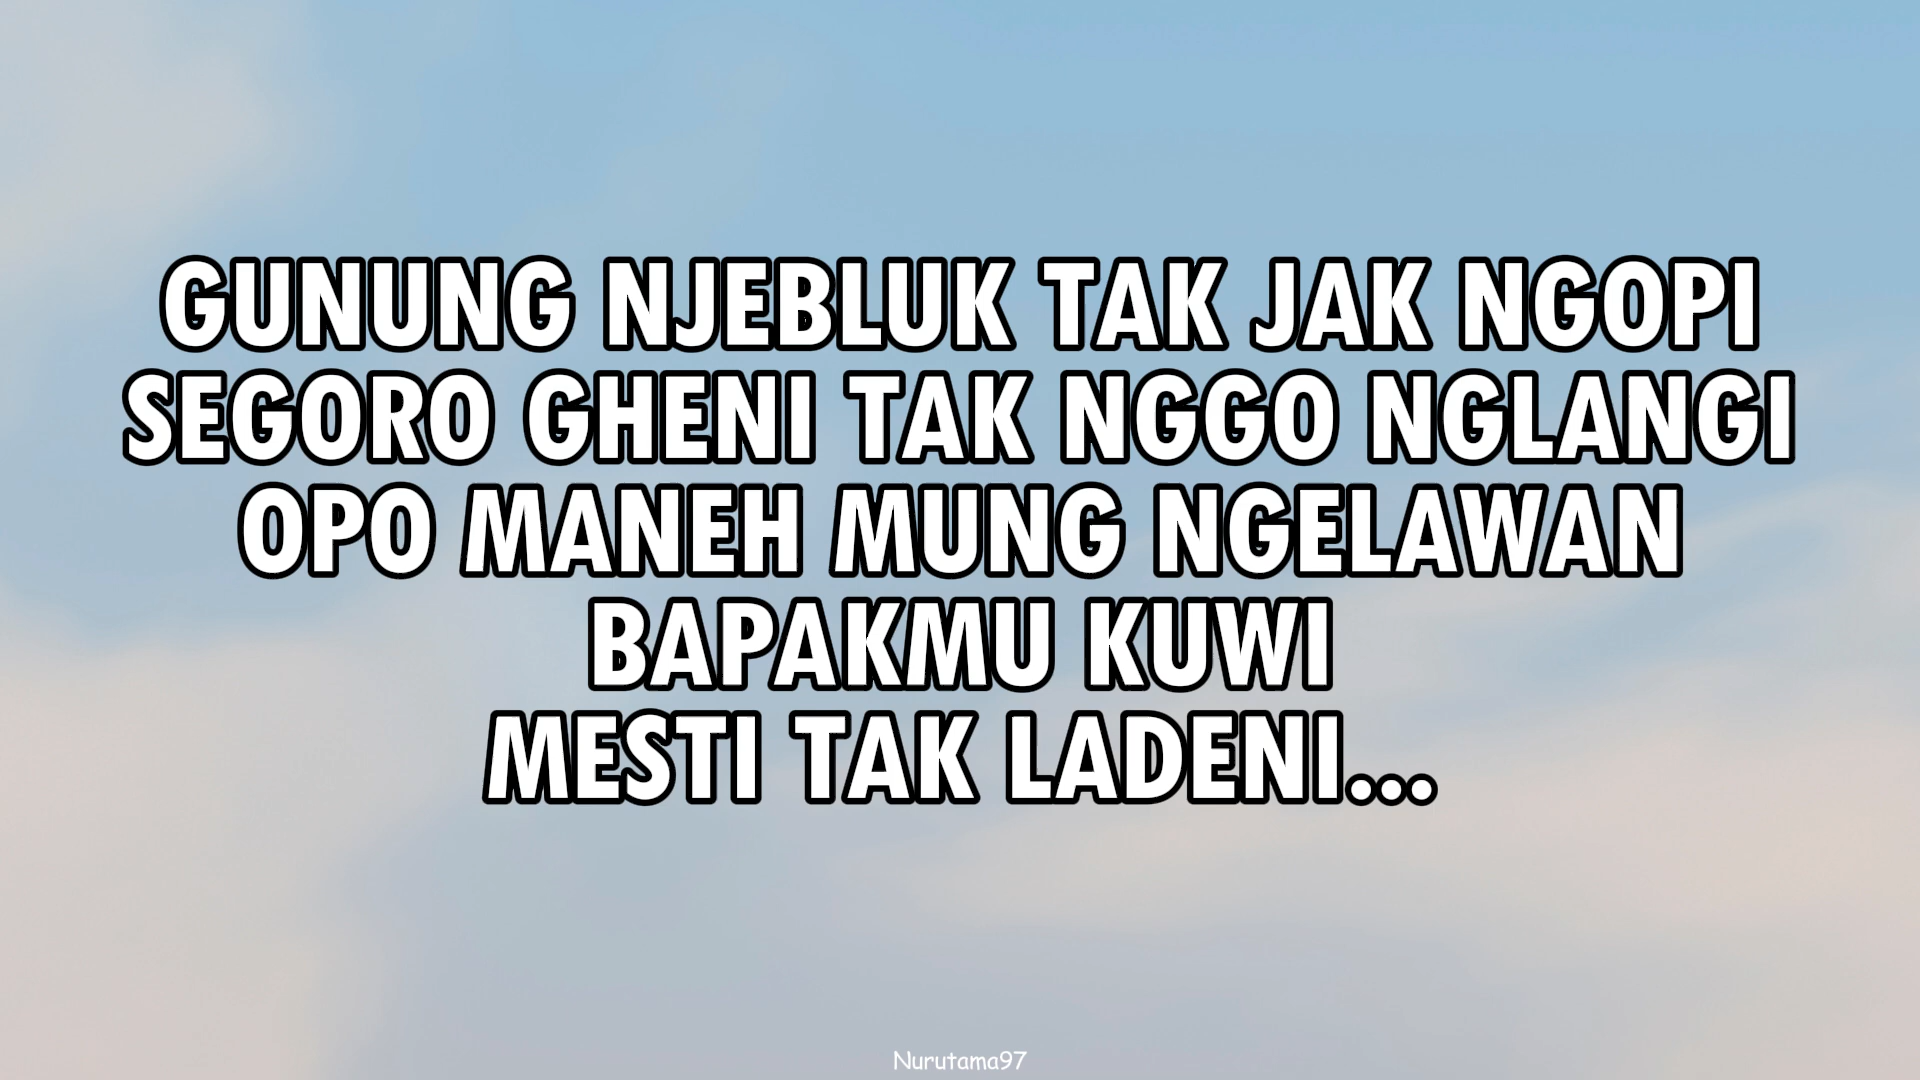 GUNUNG NJEBLUK TAK JAK NGOPI
SEGORO GHENI TAK NGGO NGLANGI
OPO MANEH MUNG NGELAWAN
BAPAKMU KUWI
MESTI TAK LADENI...
Nurutama97